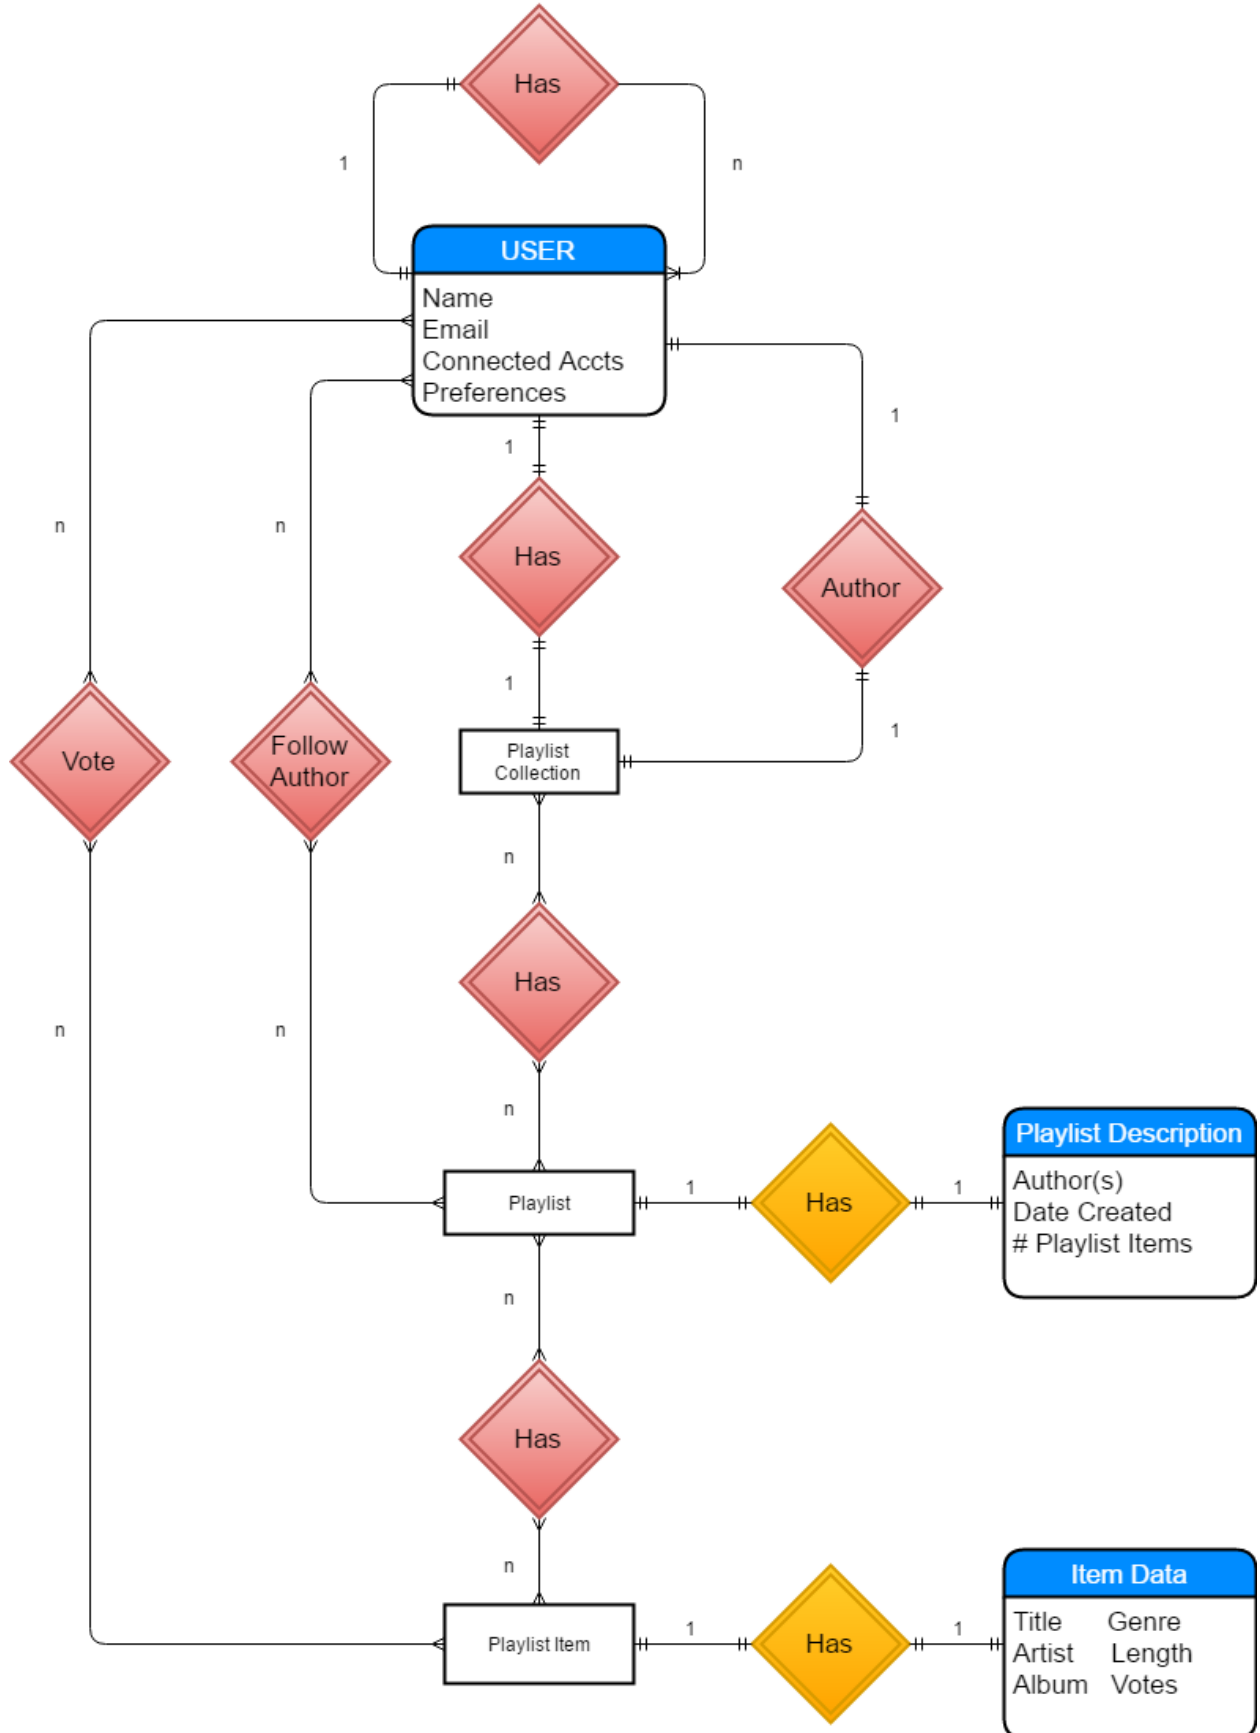 Has
1
n
USER
Name
Email
Connected Accts
Preferences
1
1
n
n
Has
Author
1
1
Vote
Follow
Author
Playlist
Collection
n
Has
n
n
n
Playlist Description
Author(s)
Date Created
# Playlist Items
Playlist
1
Has
1
n
Has
n
Item Data
Title Genre
Artist Length
Album Votes
Playlist Item
1
Has
1